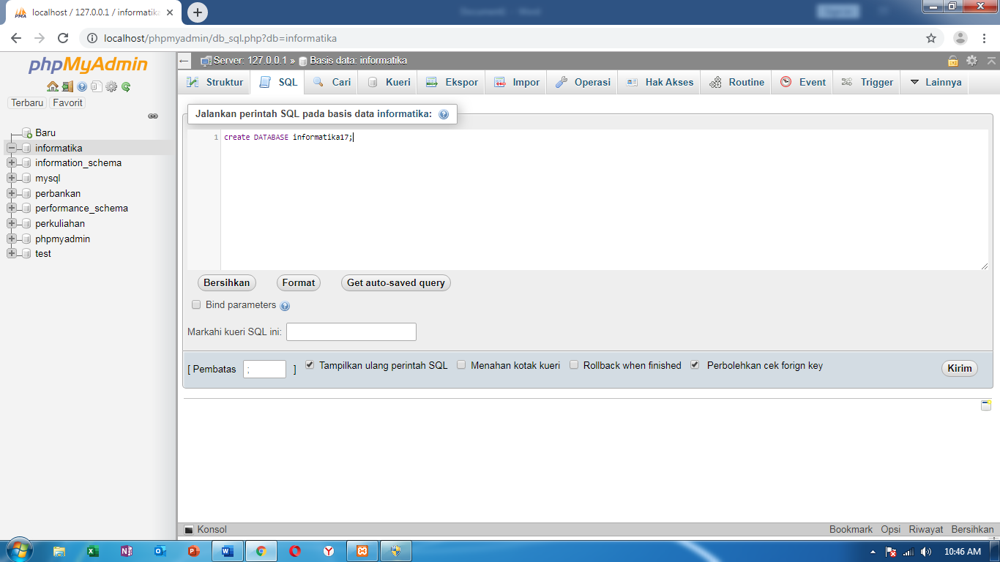 localhost / 127.0.0.1 / informatika
localhost/phpmyadmin/db_sql.php?db=informatika
phpMyAdmin
Terbaru Favorit
Baru
informatika
information_schema
mysql
perbankan
performance_schema
perkuliahan
phpmyadmin
test
Server: 127.0.0.1 » Basis data: informatika
Struktur SQL Cari Kueri Ekspor Impor Operasi Hak Akses Routine Event Trigger Lainnya
Jalankan perintah SQL pada basis data informatika:
1 create DATABASE informatika17;
Bersihkan Format Get auto-saved query
Bind parameters
Markahi kueri SQL ini:
[ Pembatas ; ] Tampilkan ulang perintah SQL Menahan kotak kueri Rollback when finished Perbolehkan cek forign key Kirim
Konsol Bookmark Opsi Riwayat Bersihkan
10:46 AM